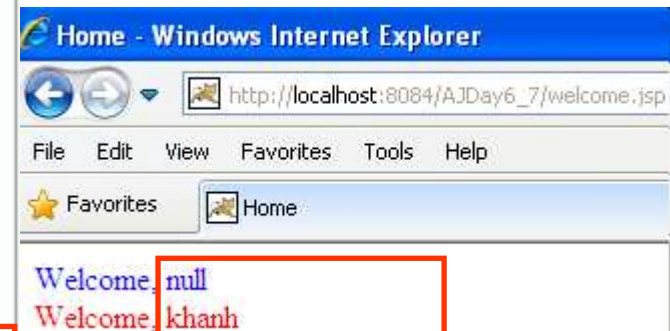 Home - Windows Internet Explorer
http://localhost:8084/AJDay6_7/welcome.jsp
File Edit View Favorites Tools Help
Favorites Home
Welcome, null
Welcome, khanh